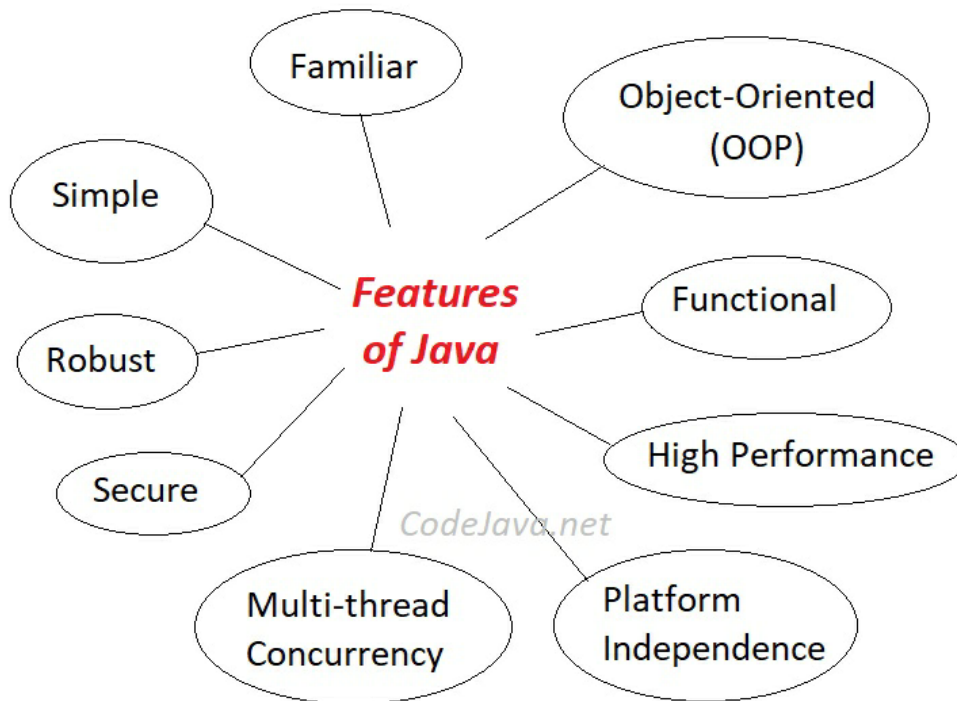 Familiar
Object-Oriented
(OOP)
Simple
Features
of Java
Functional
Robust
High Performance
Secure
CodeJava.net
Multi-thread
Concurrency
Platform
Independence